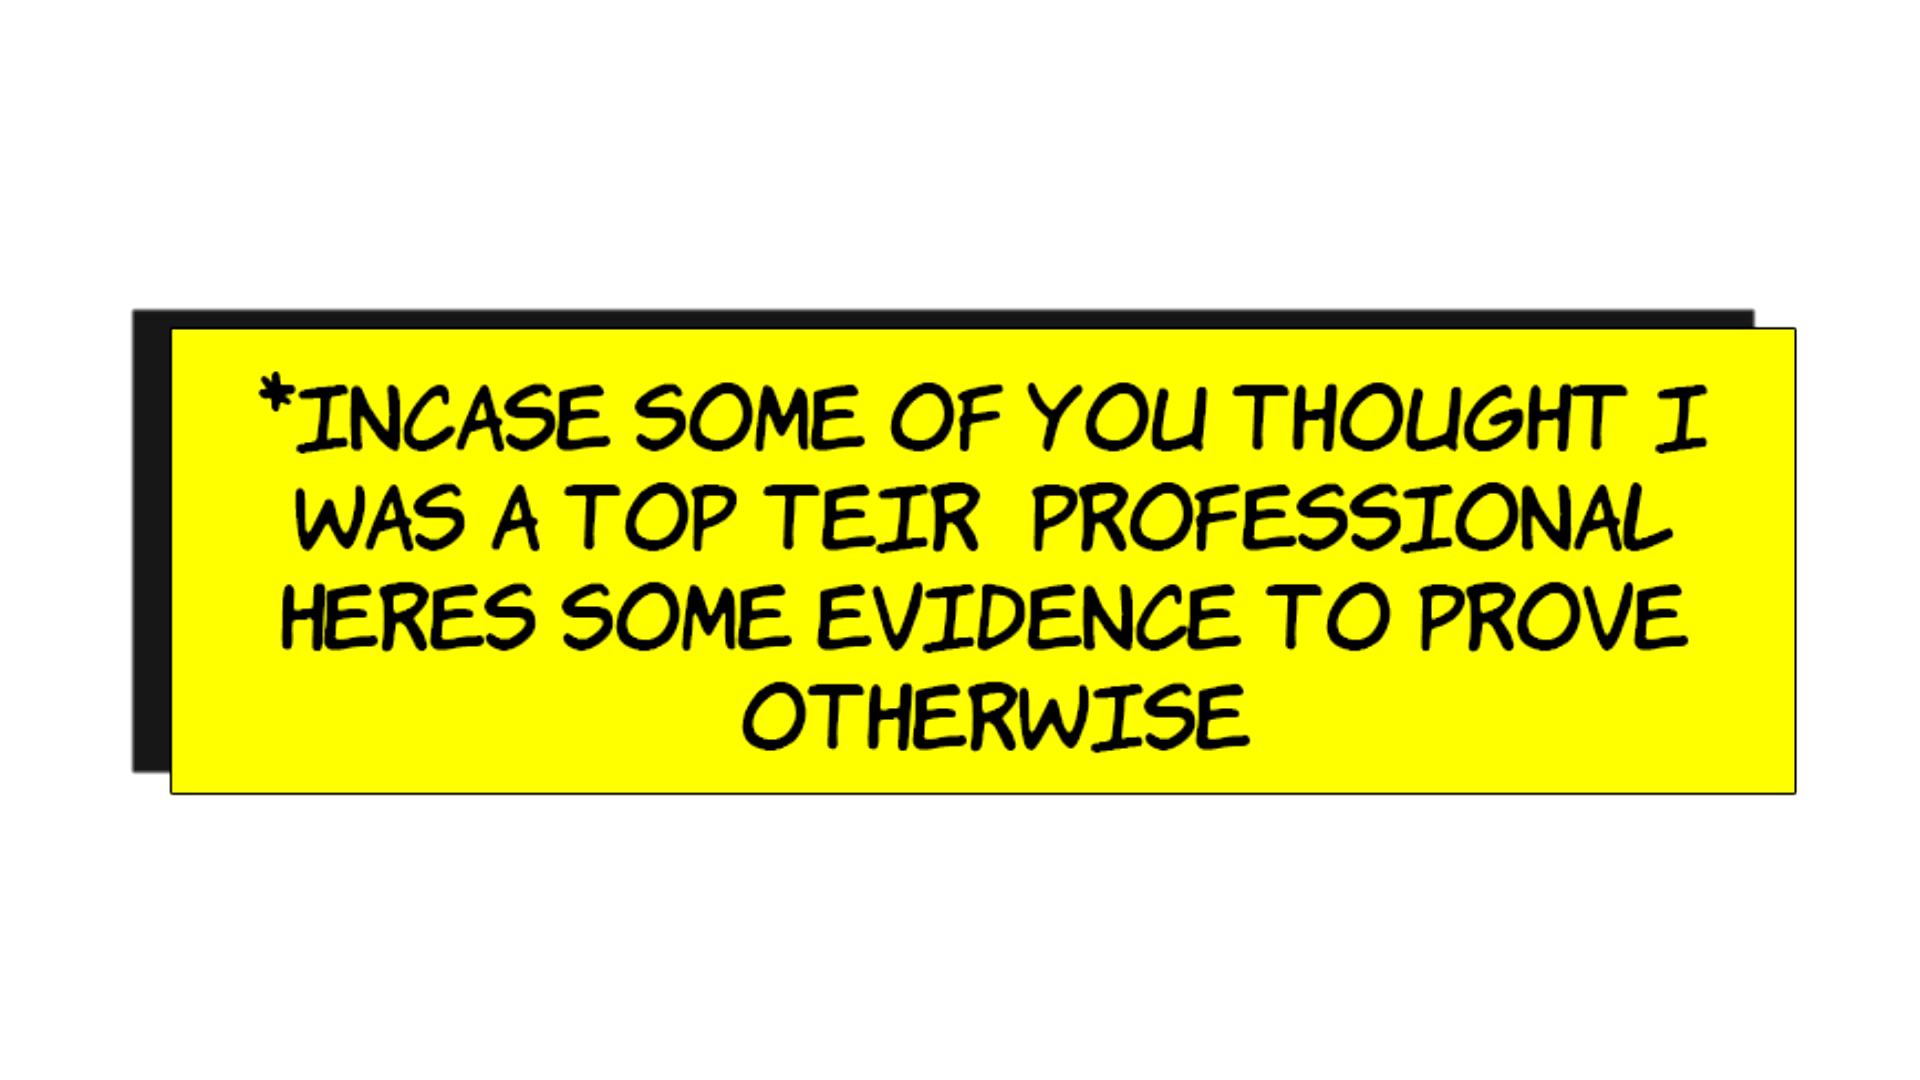 *INCASE SOME OF YOU THOUGHT I
WAS A TOP TEIR  PROFESSIONAL
HERES SOME EVIDENCE TO PROVE
OTHERWISE